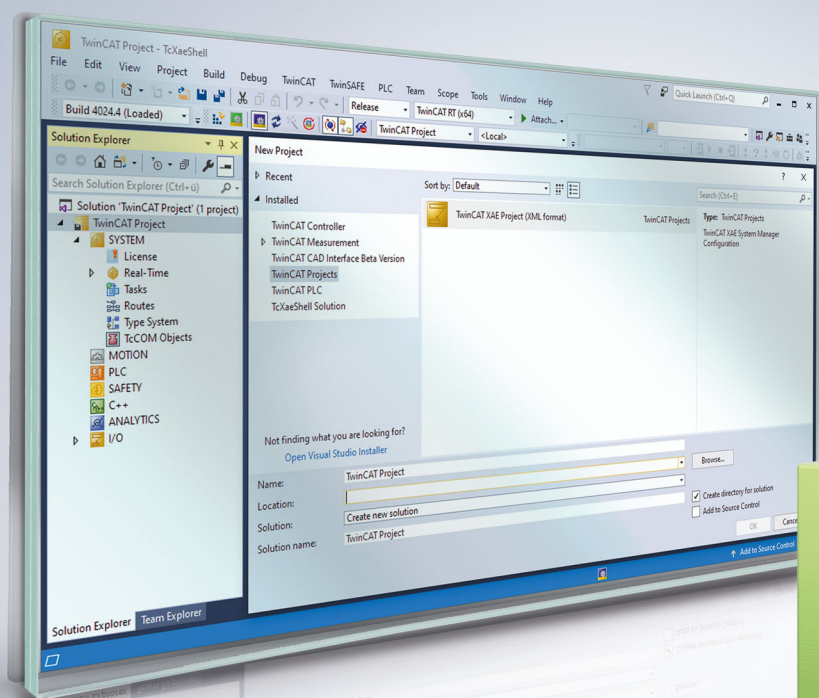 TwinCAT Project - TcXaeShell
File Edit View Project Build Debug TwinCAT TwinSAFE PLC Team Scope Tools Window Help
Quick Launch (Ctrl+Q)
Release TwinCAT RT (x64) Attach...
Build 4024.4 (Loaded) TwinCAT Project <Local>
Solution Explorer
Search Solution Explorer (Ctrl+ü)
Solution 'TwinCAT Project' (1 project)
TwinCAT Project
SYSTEM
License
Real-Time
Tasks
Routes
Type System
TcCOM Objects
MOTION
PLC
SAFETY
C++
ANALYTICS
I/O
Solution Explorer Team Explorer
New Project
? X
Recent
Installed
TwinCAT Controller
TwinCAT Measurement
TwinCAT CAD Interface Beta Version
TwinCAT Projects
TwinCAT PLC
TcXaeShell Solution
Not finding what you are looking for?
Open Visual Studio Installer
Sort by: Default
Search (Ctrl+E)
TwinCAT XAE Project (XML format) TwinCAT Projects
Type: TwinCAT Projects
TwinCAT XAE System Manager
Configuration
Name: TwinCAT Project
Location:
Browse...
Solution: Create new solution
Solution name: TwinCAT Project
Create directory for solution
Add to Source Control
OK Cance
Add to Source Control